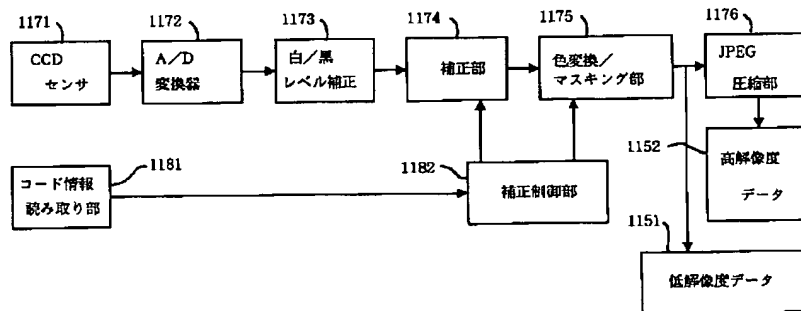 1171
1172
1173
1174
1175
1176
CCD
センサ
A/D
変換器
白/黒
レベル補正
補正部
色変換/
マスキング部
JPEG
圧縮部
1152
高解像度
データ
1181
コード情報
読み取り部
1182
補正制御部
1151
低解像度データ